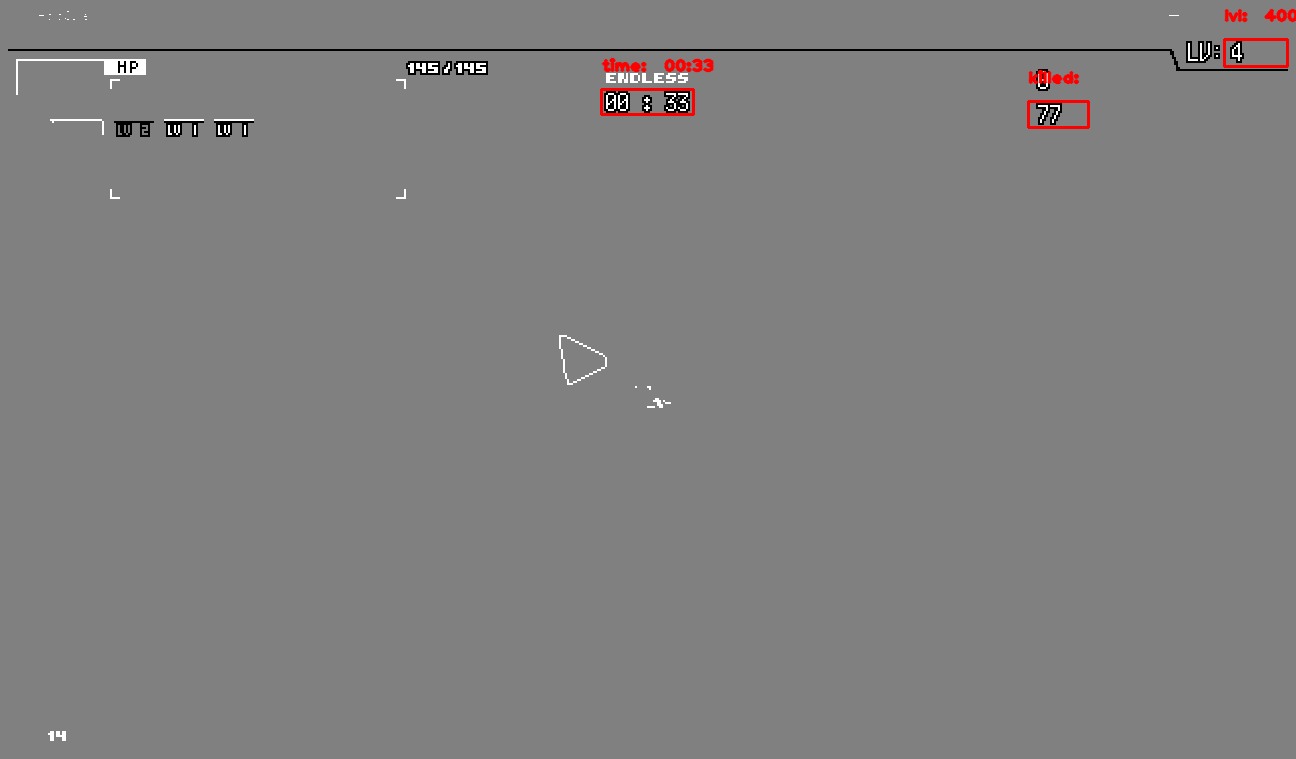 lvl: 400
LV: 4
HP 145/145
time: 00:33
ENDLESS
00 : 33
killed:
77
LV 2 LV 1 LV 1
14